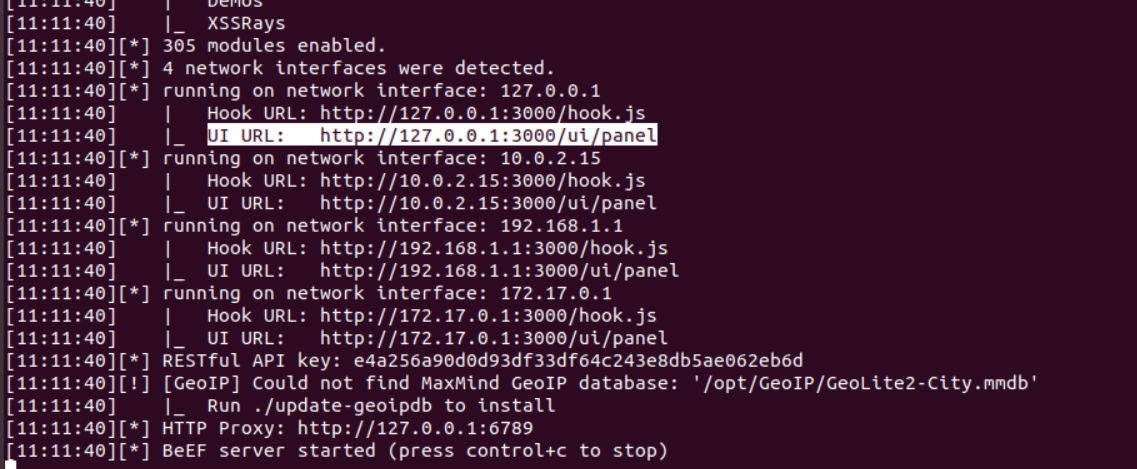 [11:11:40]     |   Demos
[11:11:40]     |_  XSSRays
[11:11:40][*] 305 modules enabled.
[11:11:40][*] 4 network interfaces were detected.
[11:11:40][*] running on network interface: 127.0.0.1
[11:11:40]     |   Hook URL: http://127.0.0.1:3000/hook.js
[11:11:40]     |_  UI URL:   http://127.0.0.1:3000/ui/panel
[11:11:40][*] running on network interface: 10.0.2.15
[11:11:40]     |   Hook URL: http://10.0.2.15:3000/hook.js
[11:11:40]     |_  UI URL:   http://10.0.2.15:3000/ui/panel
[11:11:40][*] running on network interface: 192.168.1.1
[11:11:40]     |   Hook URL: http://192.168.1.1:3000/hook.js
[11:11:40]     |_  UI URL:   http://192.168.1.1:3000/ui/panel
[11:11:40][*] running on network interface: 172.17.0.1
[11:11:40]     |   Hook URL: http://172.17.0.1:3000/hook.js
[11:11:40]     |_  UI URL:   http://172.17.0.1:3000/ui/panel
[11:11:40][*] RESTful API key: e4a256a90d0d93df33df64c243e8db5ae062eb6d
[11:11:40][!] [GeoIP] Could not find MaxMind GeoIP database: '/opt/GeoIP/GeoLite2-City.mmdb'
[11:11:40]     |_  Run ./update-geoipdb to install
[11:11:40][*] HTTP Proxy: http://127.0.0.1:6789
[11:11:40][*] BeEF server started (press control+c to stop)